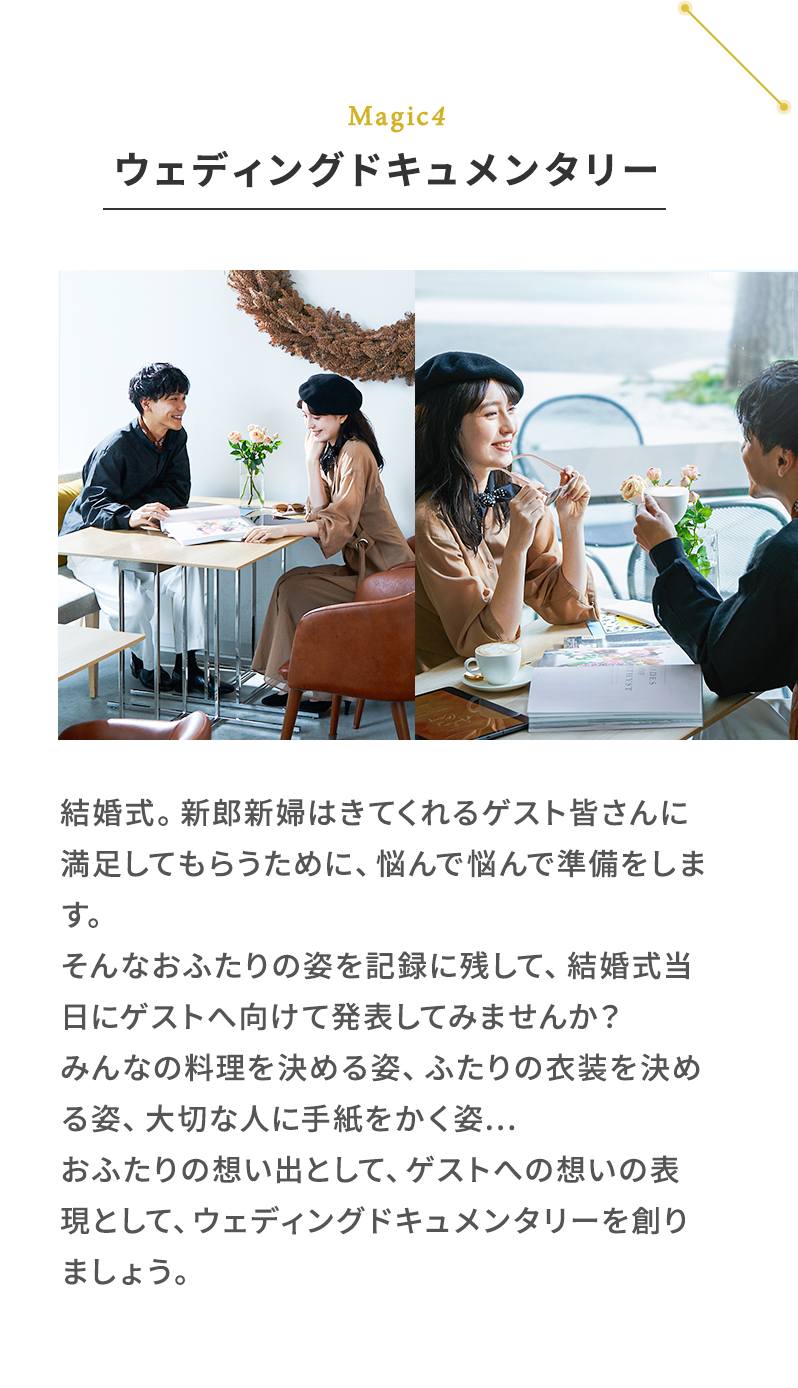 Magic4
ウェディングドキュメンタリー
結婚式。新郎新婦はきてくれるゲスト皆さんに
満足してもらうために、悩んで悩んで準備をしま
す。
そんなおふたりの姿を記録に残して、結婚式当
日にゲストへ向けて発表してみませんか？
みんなの料理を決める姿、ふたりの衣装を決め
る姿、大切な人に手紙をかく姿…
おふたりの想い出として、ゲストへの想いの表
現として、ウェディングドキュメンタリーを創り
ましょう。